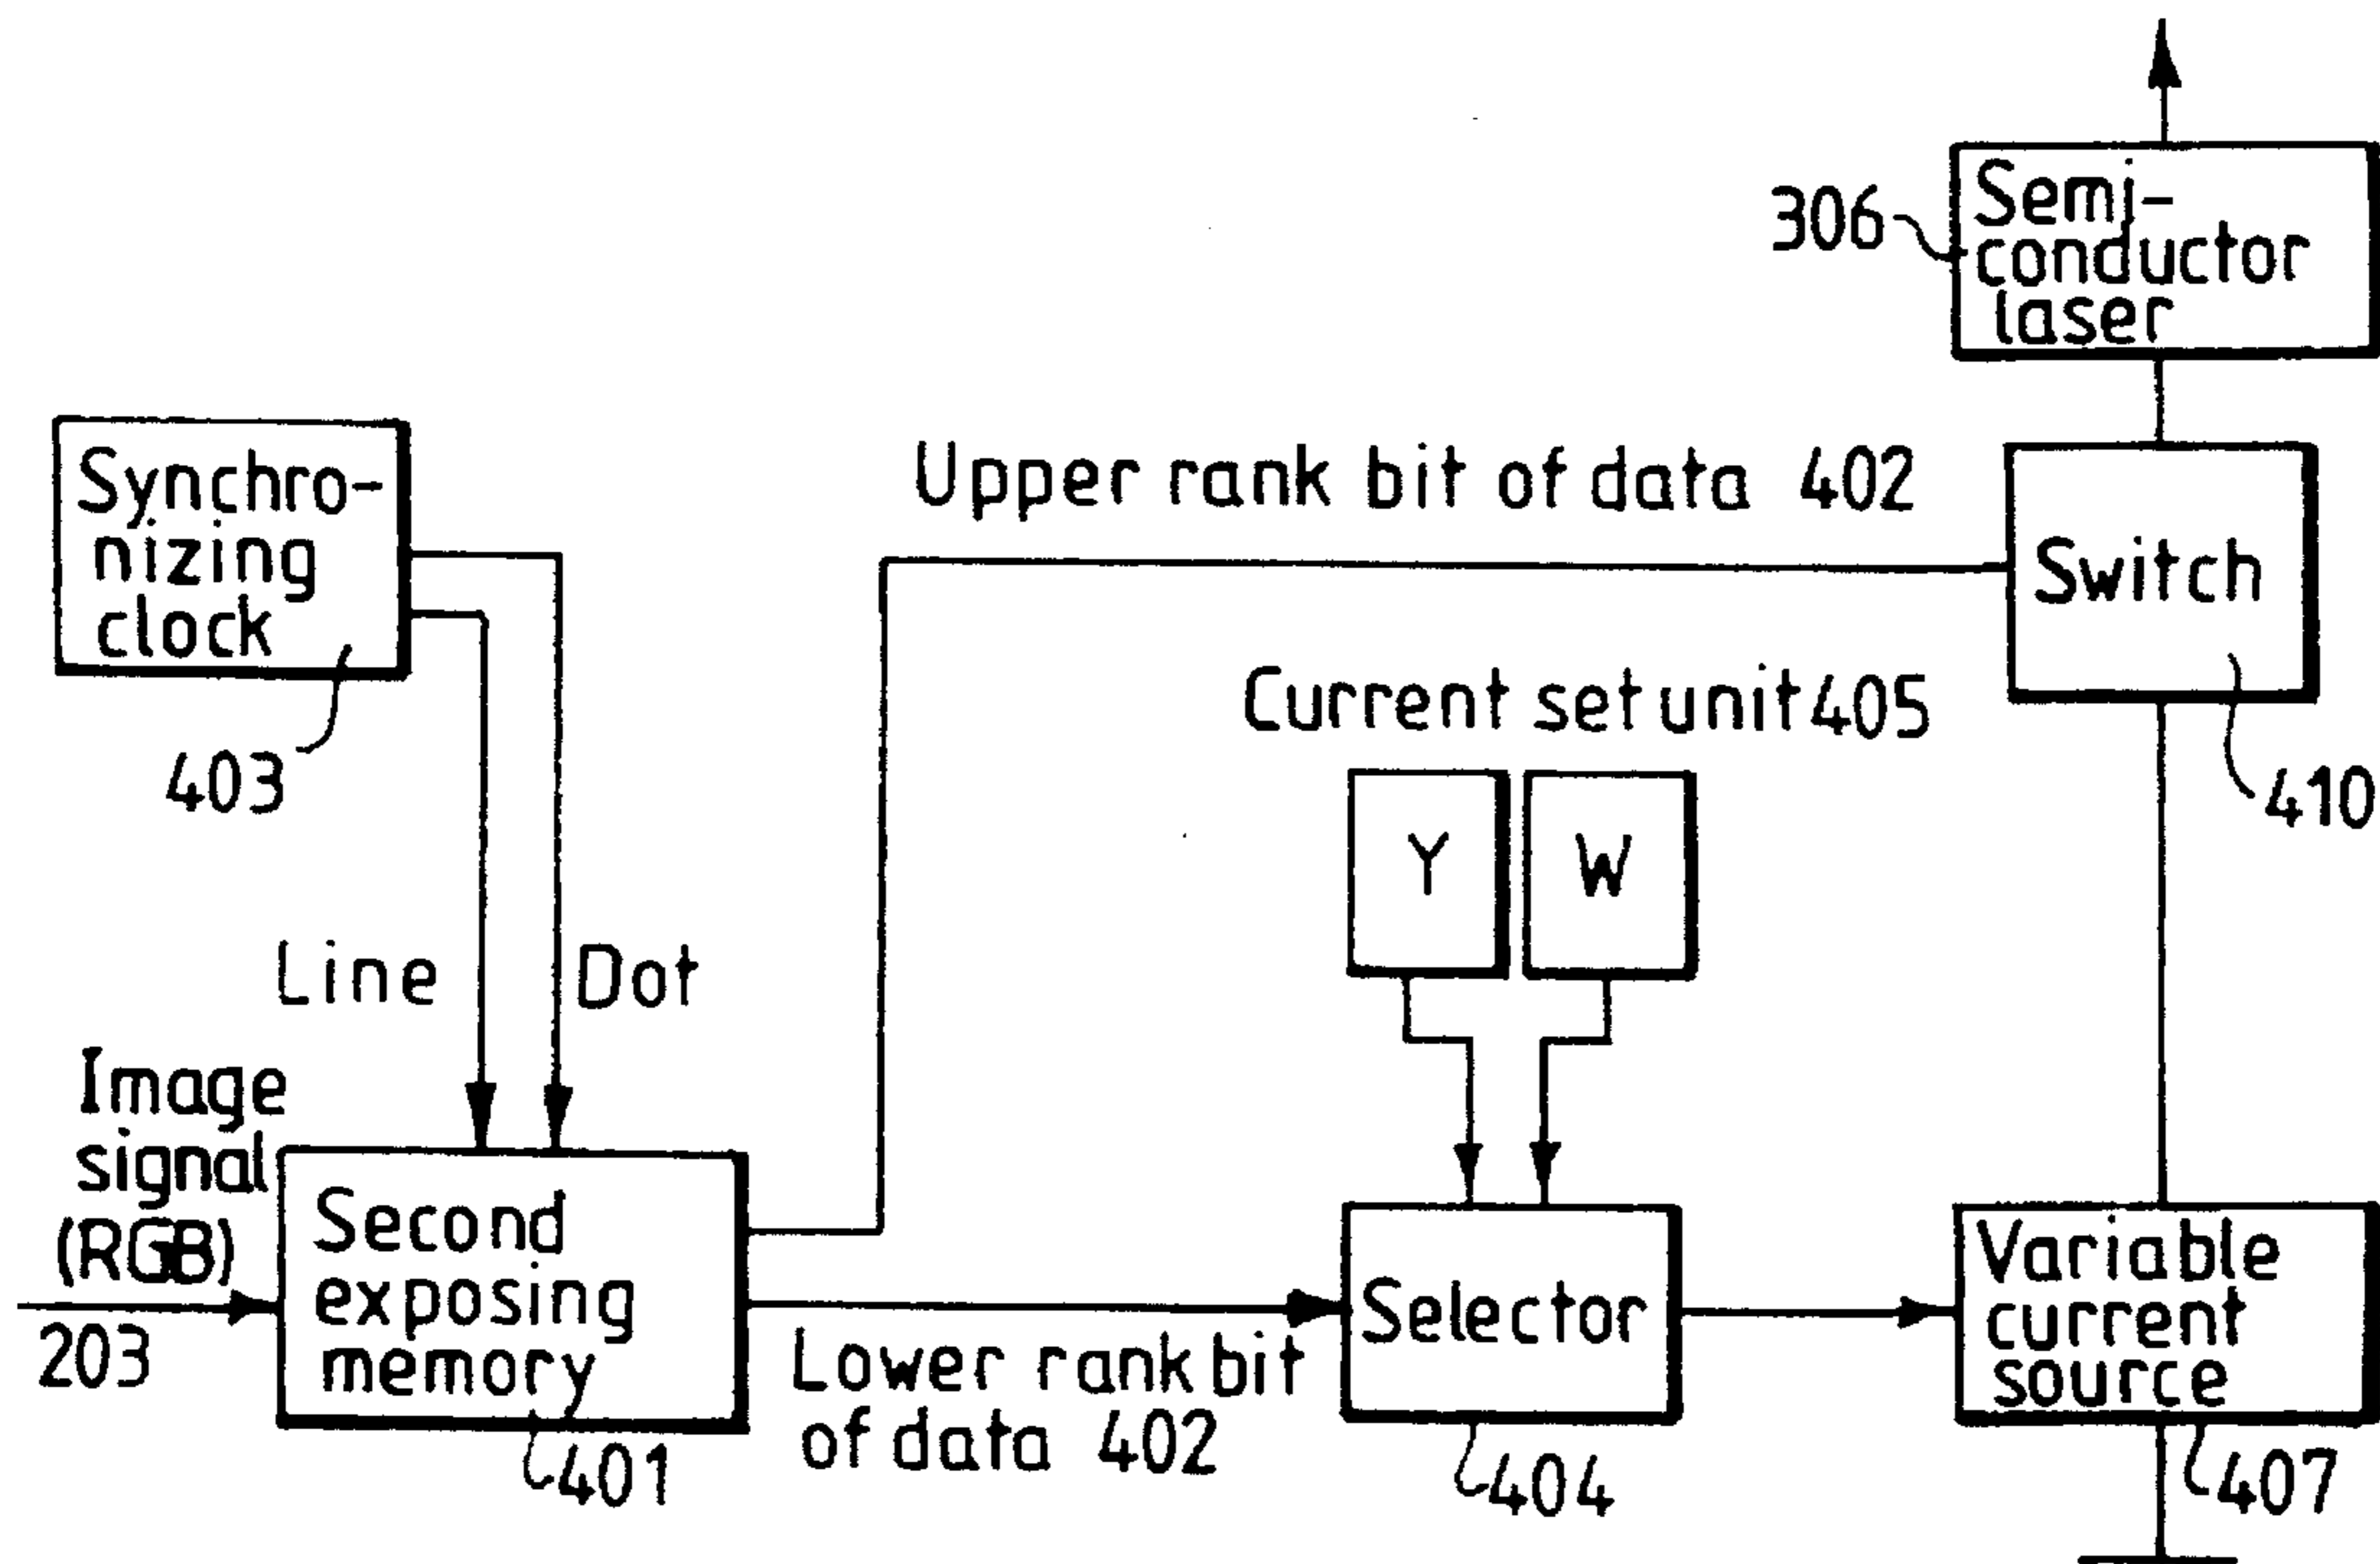 306
Semi-
conductor
laser
Synchro-
nizing
clock
403
Upper rank bit of data 402
Switch
410
Current set unit 405
Y
W
Line
Dot
Image
signal
(RGB)
203
Second
exposing
memory
401
Lower rank bit
of data 402
Selector
404
Variable
current
source
407